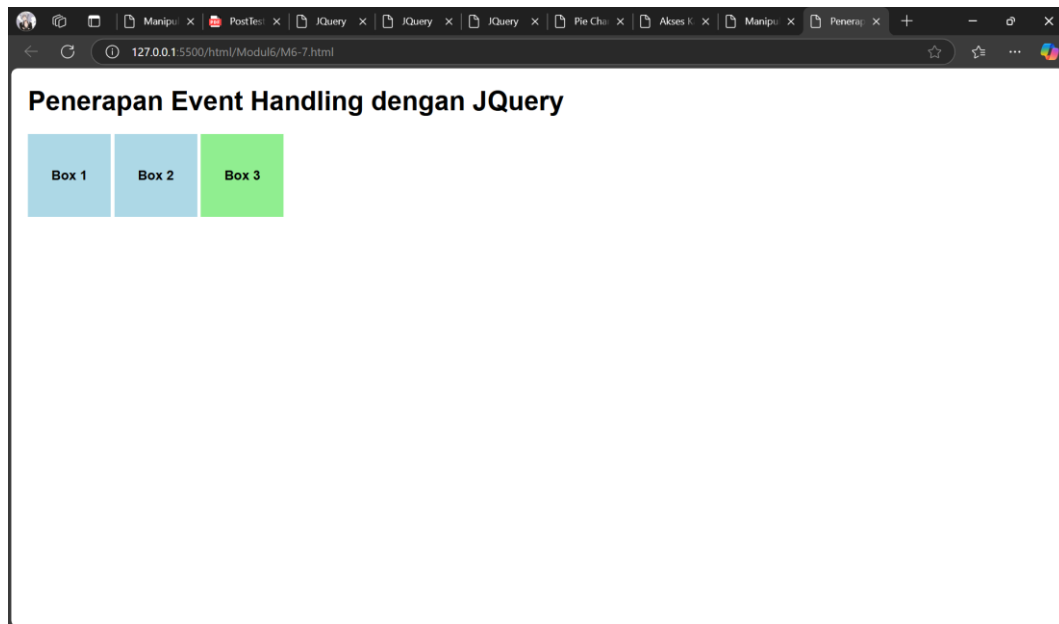 Manipul PostTest JQuery JQuery JQuery Pie Cha Akses K Manipul Penerap
127.0.0.1:5500/html/Modul6/M6-7.html
Penerapan Event Handling dengan JQuery
Box 1 Box 2 Box 3